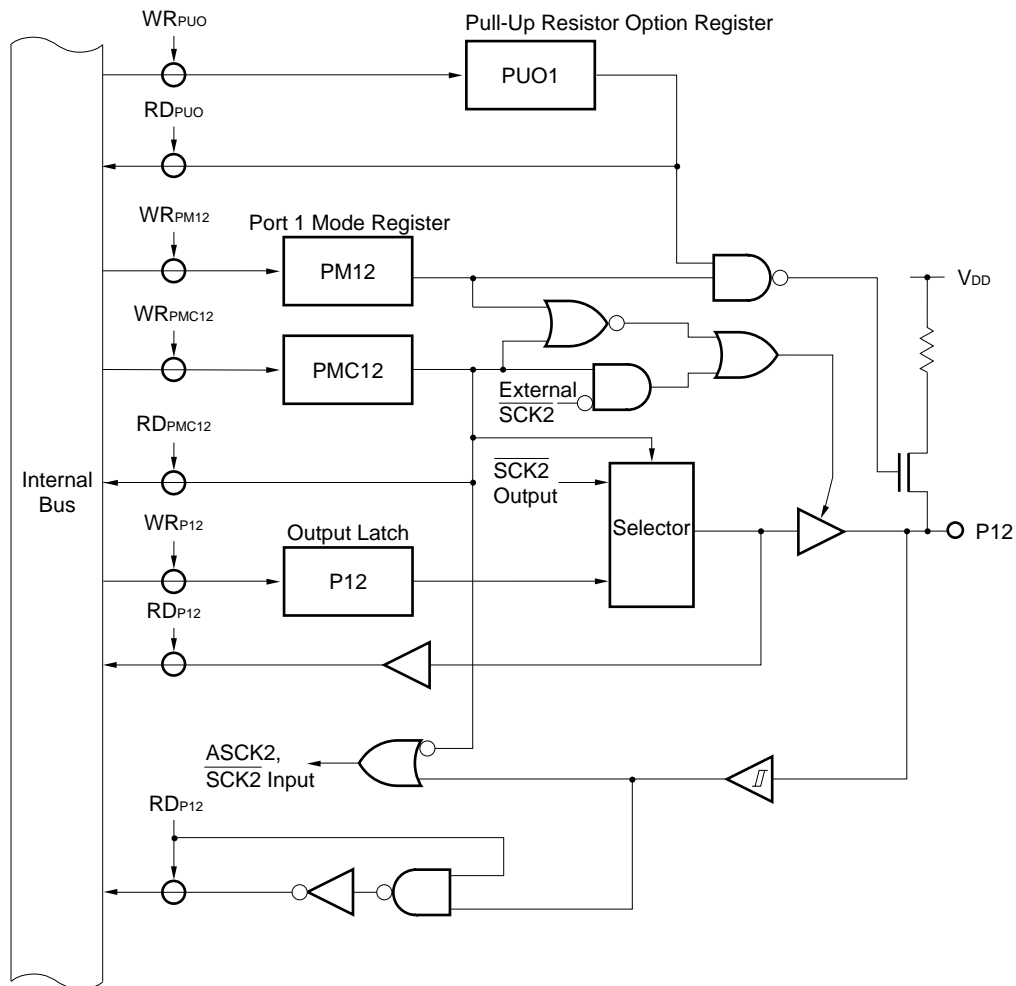 WRPUO
Pull-Up Resistor Option Register
PUO1
RDPUO
WRPM12
Port 1 Mode Register
PM12
VDD
WRPMC12
PMC12
External
SCK2
RDPMC12
Internal
Bus
SCK2
Output
Selector
WRP12
Output Latch
P12
P12
RDP12
ASCK2,
SCK2 Input
RDP12